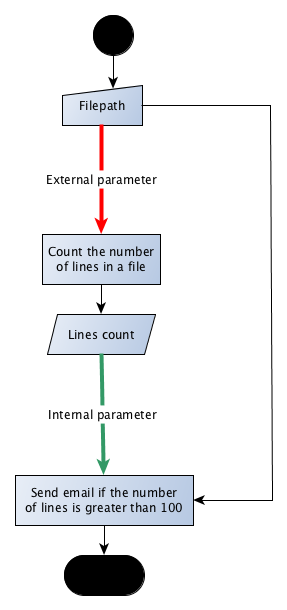 Filepath
External parameter
Count the number
of lines in a file
Lines count
Internal parameter
Send email if the number
of lines is greater than 100